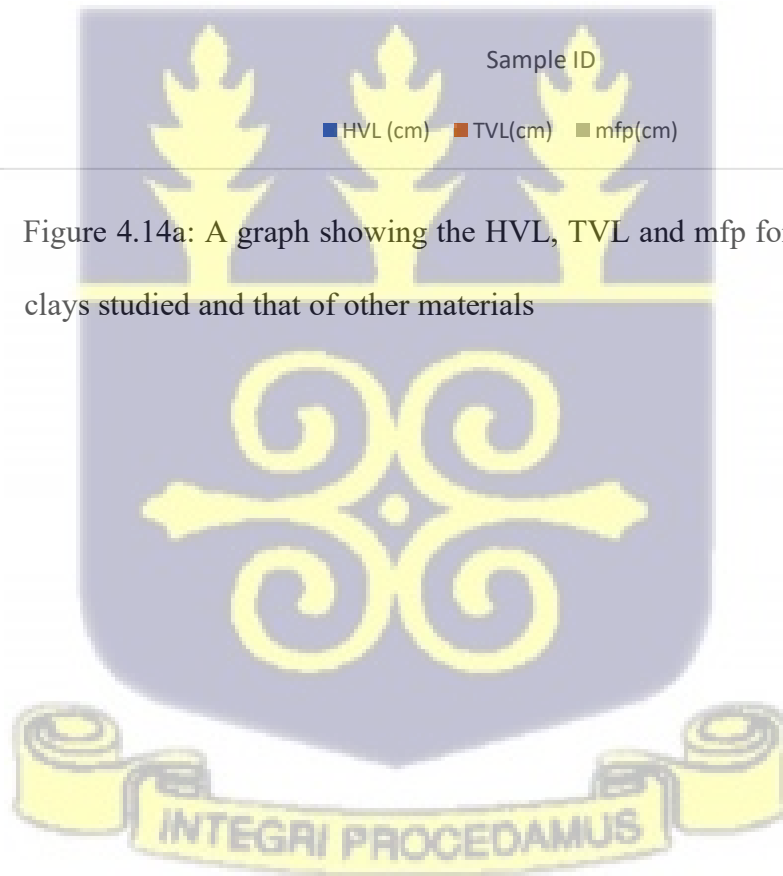 Sample ID
HVL (cm) TVL(cm) mfp(cm)
Figure 4.14a: A graph showing the HVL, TVL and mfp for
clays studied and that of other materials
INTEGRI PROCEDAMUS